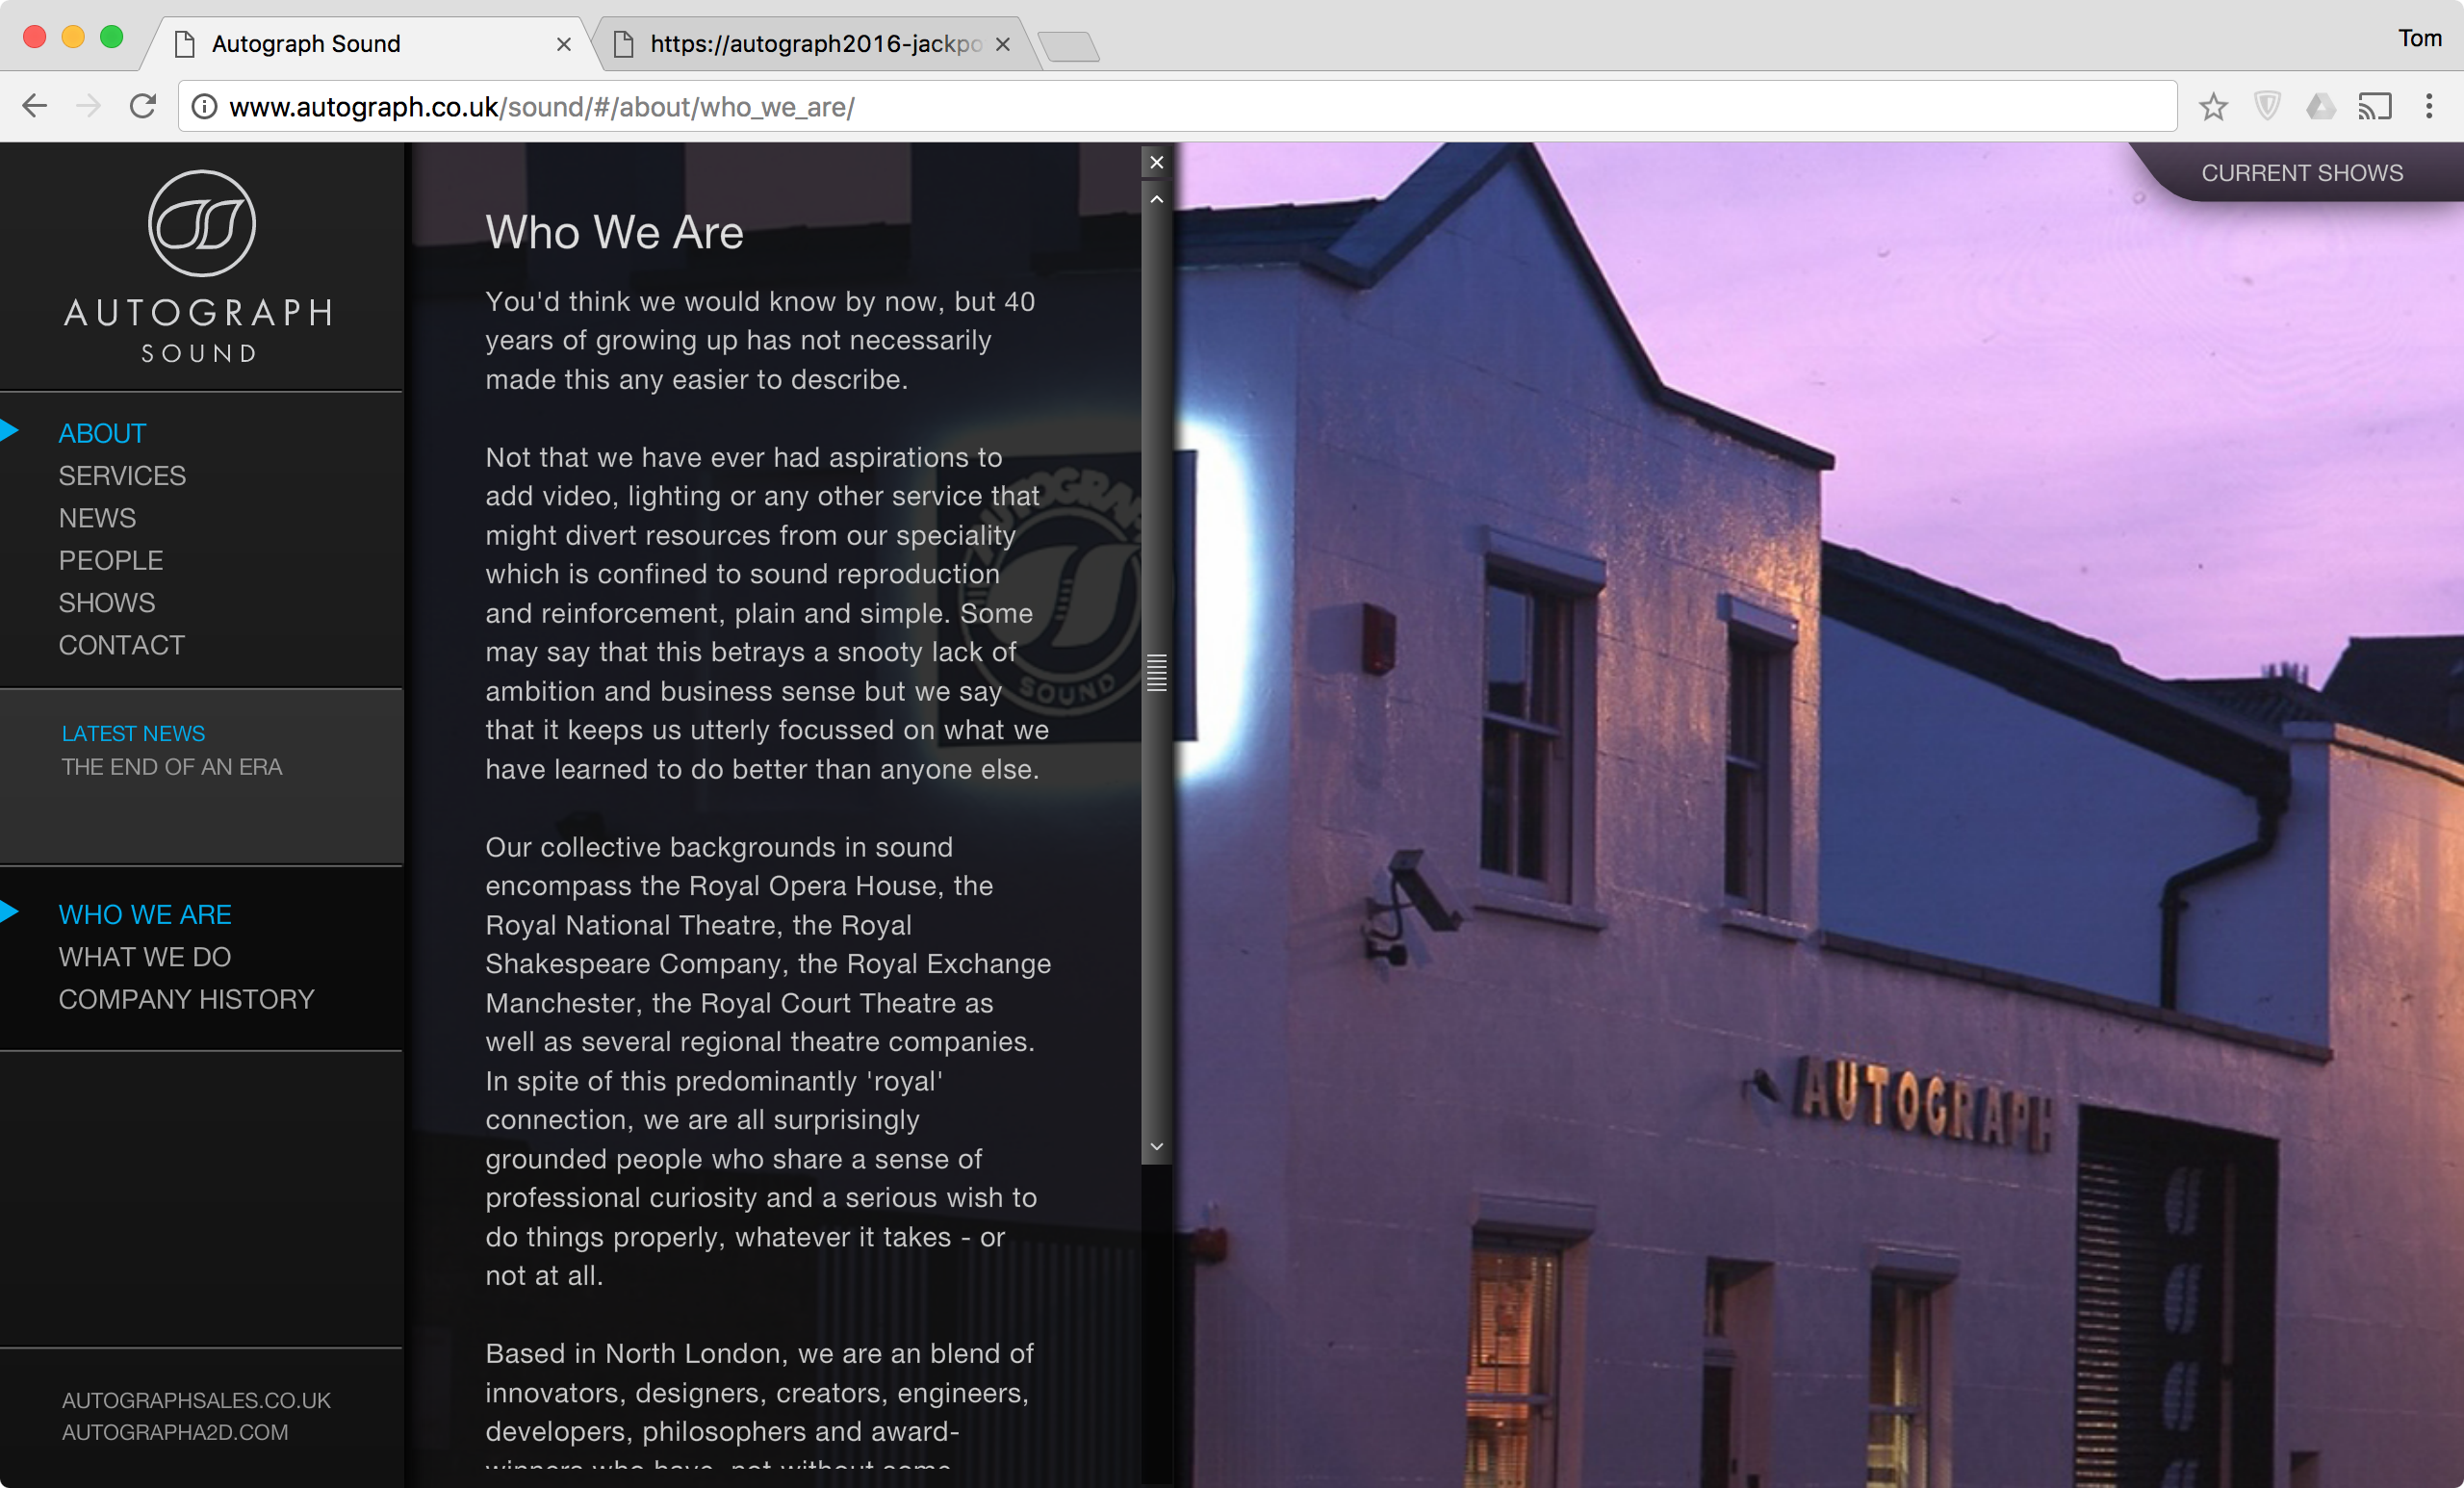 Autograph Sound
https://autograph2016-jackpo
Tom
www.autograph.co.uk/sound/#/about/who_we_are/
AUTOGRAPH
SOUND
ABOUT
SERVICES
NEWS
PEOPLE
SHOWS
CONTACT
LATEST NEWS
THE END OF AN ERA
WHO WE ARE
WHAT WE DO
COMPANY HISTORY
AUTOGRAPHSALES.CO.UK
AUTOGRAPHA2D.COM
Who We Are
You'd think we would know by now, but 40
years of growing up has not necessarily
made this any easier to describe.
Not that we have ever had aspirations to
add video, lighting or any other service that
might divert resources from our speciality
which is confined to sound reproduction
and reinforcement, plain and simple. Some
may say that this betrays a snooty lack of
ambition and business sense but we say
that it keeps us utterly focussed on what we
have learned to do better than anyone else.
Our collective backgrounds in sound
encompass the Royal Opera House, the
Royal National Theatre, the Royal
Shakespeare Company, the Royal Exchange
Manchester, the Royal Court Theatre as
well as several regional theatre companies.
In spite of this predominantly 'royal'
connection, we are all surprisingly
grounded people who share a sense of
professional curiosity and a serious wish to
do things properly, whatever it takes - or
not at all.
Based in North London, we are an blend of
innovators, designers, creators, engineers,
developers, philosophers and award-
winners who have, not without some
AUTOGRAPH
SOUND
CURRENT SHOWS
AUTOGRAPH